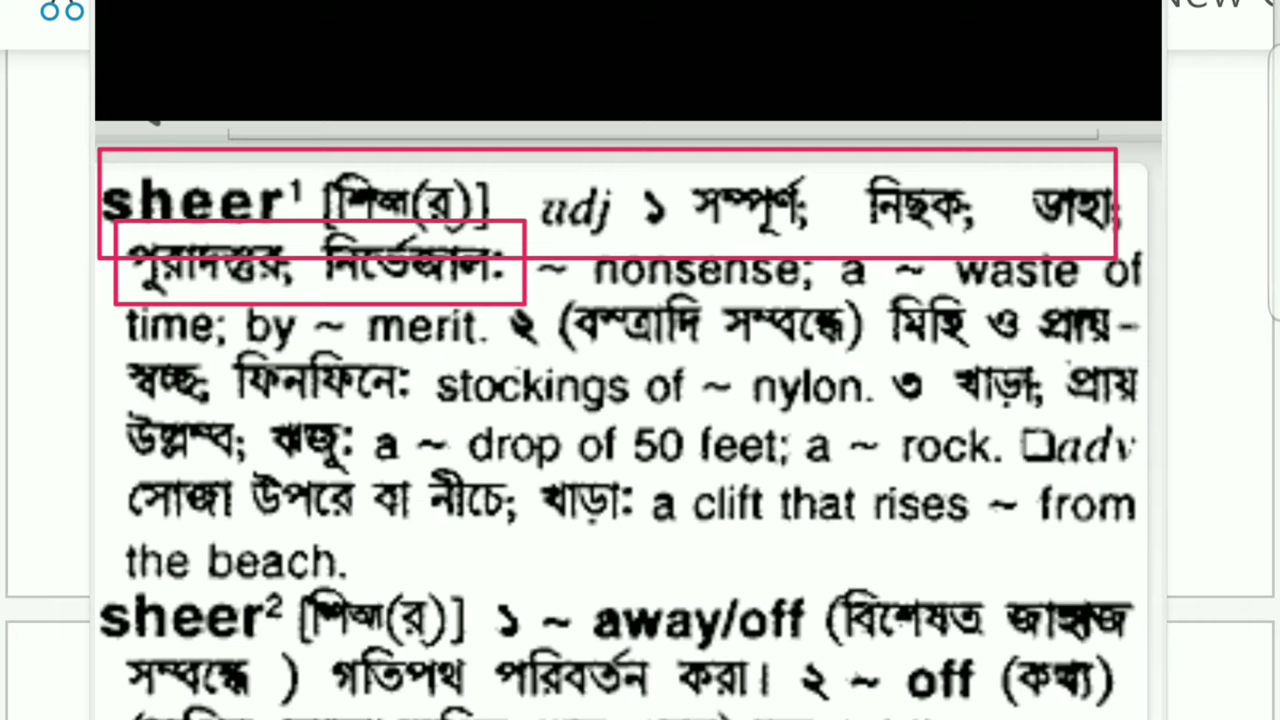 sheer¹ [শিআ(র্)] adj ১ সম্পূর্ণ; নিছক; ডাহা;
পুরাদস্তুর; নির্ভেজাল: ~ nonsense; a ~ waste of
time; by ~ merit. ২ (বস্ত্রাদি সম্বন্ধে) মিহি ও প্রায়-
স্বচ্ছ; ফিনফিনে: stockings of ~ nylon. ৩ খাড়া; প্রায়
উল্লম্ব; ঋজু: a ~ drop of 50 feet; a ~ rock. ❑adv
সোজা উপরে বা নীচে; খাড়া: a clift that rises ~ from
the beach.
sheer² [শিআ(র্)] ১ ~ away/off (বিশেষত জাহাজ
সম্বন্ধে ) গতিপথ পরিবর্তন করা। ২ ~ off (কথ্য)